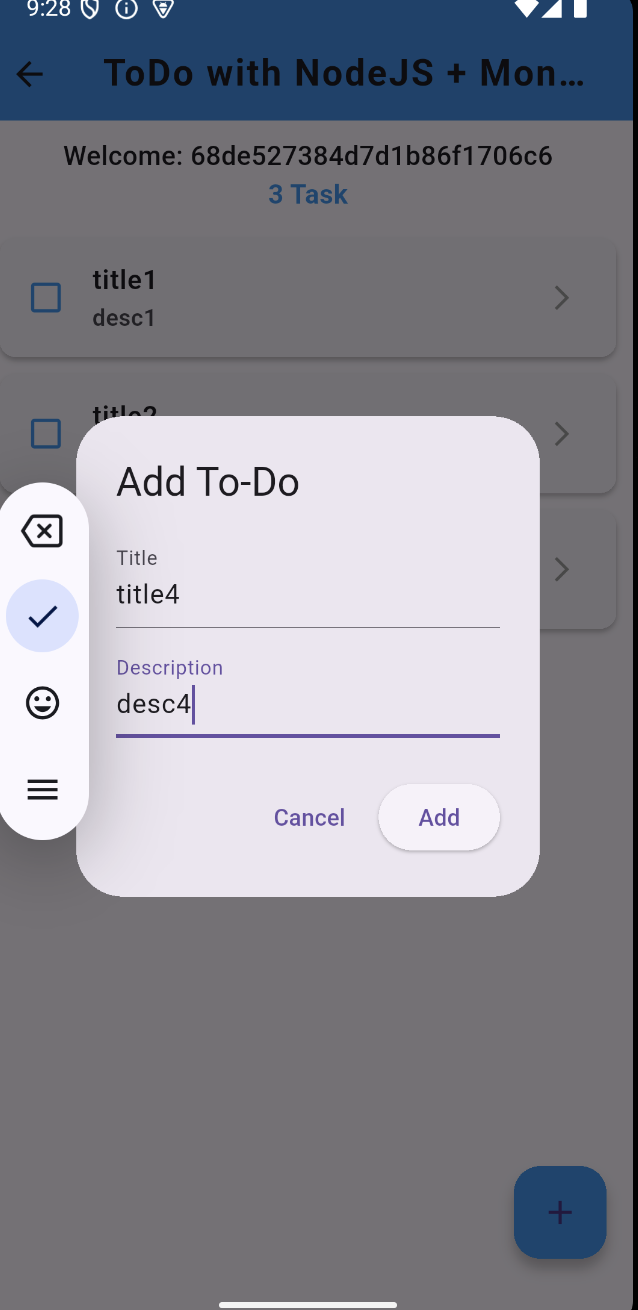 9:28
ToDo with NodeJS + Mon…
Welcome: 68de527384d7d1b86f1706c6
3 Task
title1
desc1
title2
Add To-Do
Title
title4
Description
desc4
Cancel
Add